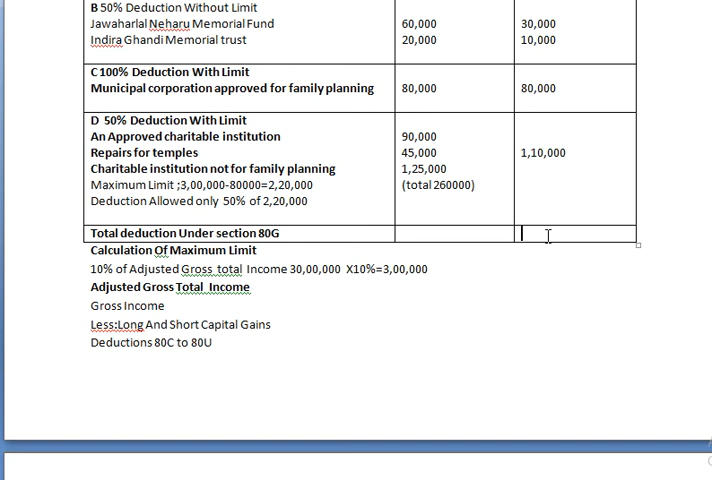 B 50% Deduction Without Limit
Jawaharlal Neharu Memorial Fund 60,000 30,000
Indira Ghandi Memorial trust 20,000 10,000
C 100% Deduction With Limit
Municipal corporation approved for family planning 80,000 80,000
D 50% Deduction With Limit
An Approved charitable institution 90,000
Repairs for temples 45,000 1,10,000
Charitable institution not for family planning 1,25,000
Maximum Limit ;3,00,000-80000=2,20,000 (total 260000)
Deduction Allowed only 50% of 2,20,000
Total deduction Under section 80G
Calculation Of Maximum Limit
10% of Adjusted Gross total Income 30,00,000 X10%=3,00,000
Adjusted Gross Total Income
Gross Income
Less:Long And Short Capital Gains
Deductions 80C to 80U